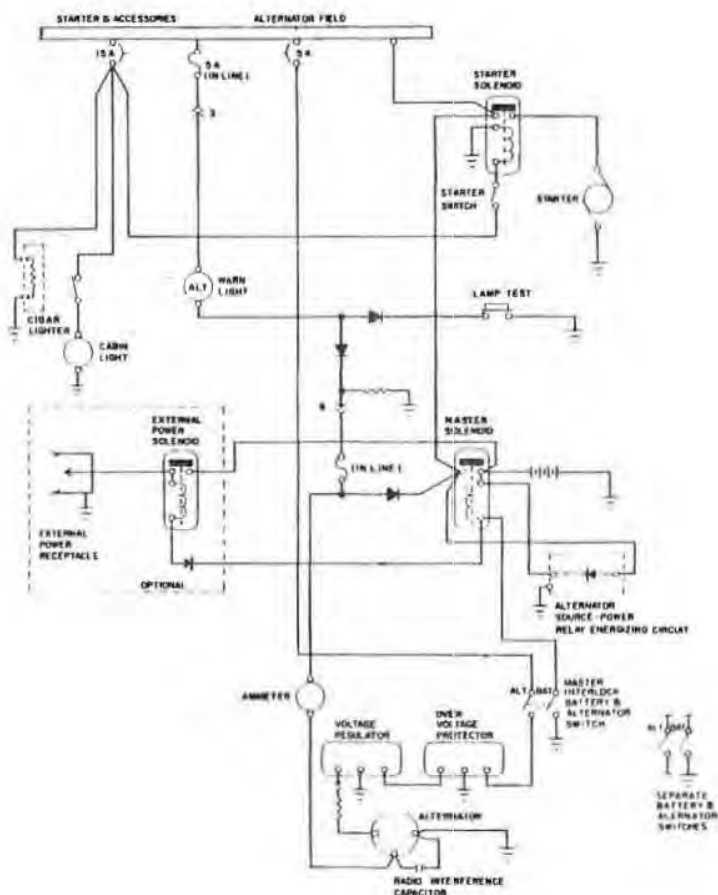 STARTER & ACCESSORIES
ALTERNATOR FIELD
15A
5A
(IN LINE)
5A
3
STARTER
SOLENOID
STARTER
SWITCH
STARTER
ALT
WARN
LIGHT
LAMP TEST
CIGAR
LIGHTER
CABIN
LIGHT
EXTERNAL
POWER
SOLENOID
MASTER
SOLENOID
(IN LINE)
EXTERNAL
POWER
RECEPTACLE
OPTIONAL
ALTERNATOR
SOURCE-POWER
RELAY ENERGIZING CIRCUIT
AMMETER
ALT BAT
MASTER
INTERLOCK
BATTERY &
ALTERNATOR
SWITCH
VOLTAGE
REGULATOR
OVER
VOLTAGE
PROTECTOR
ALT BAT
SEPARATE
BATTERY &
ALERNATOR
SWITCHES
ALTERNATOR
RADIO INTERFERENCE
CAPACITOR